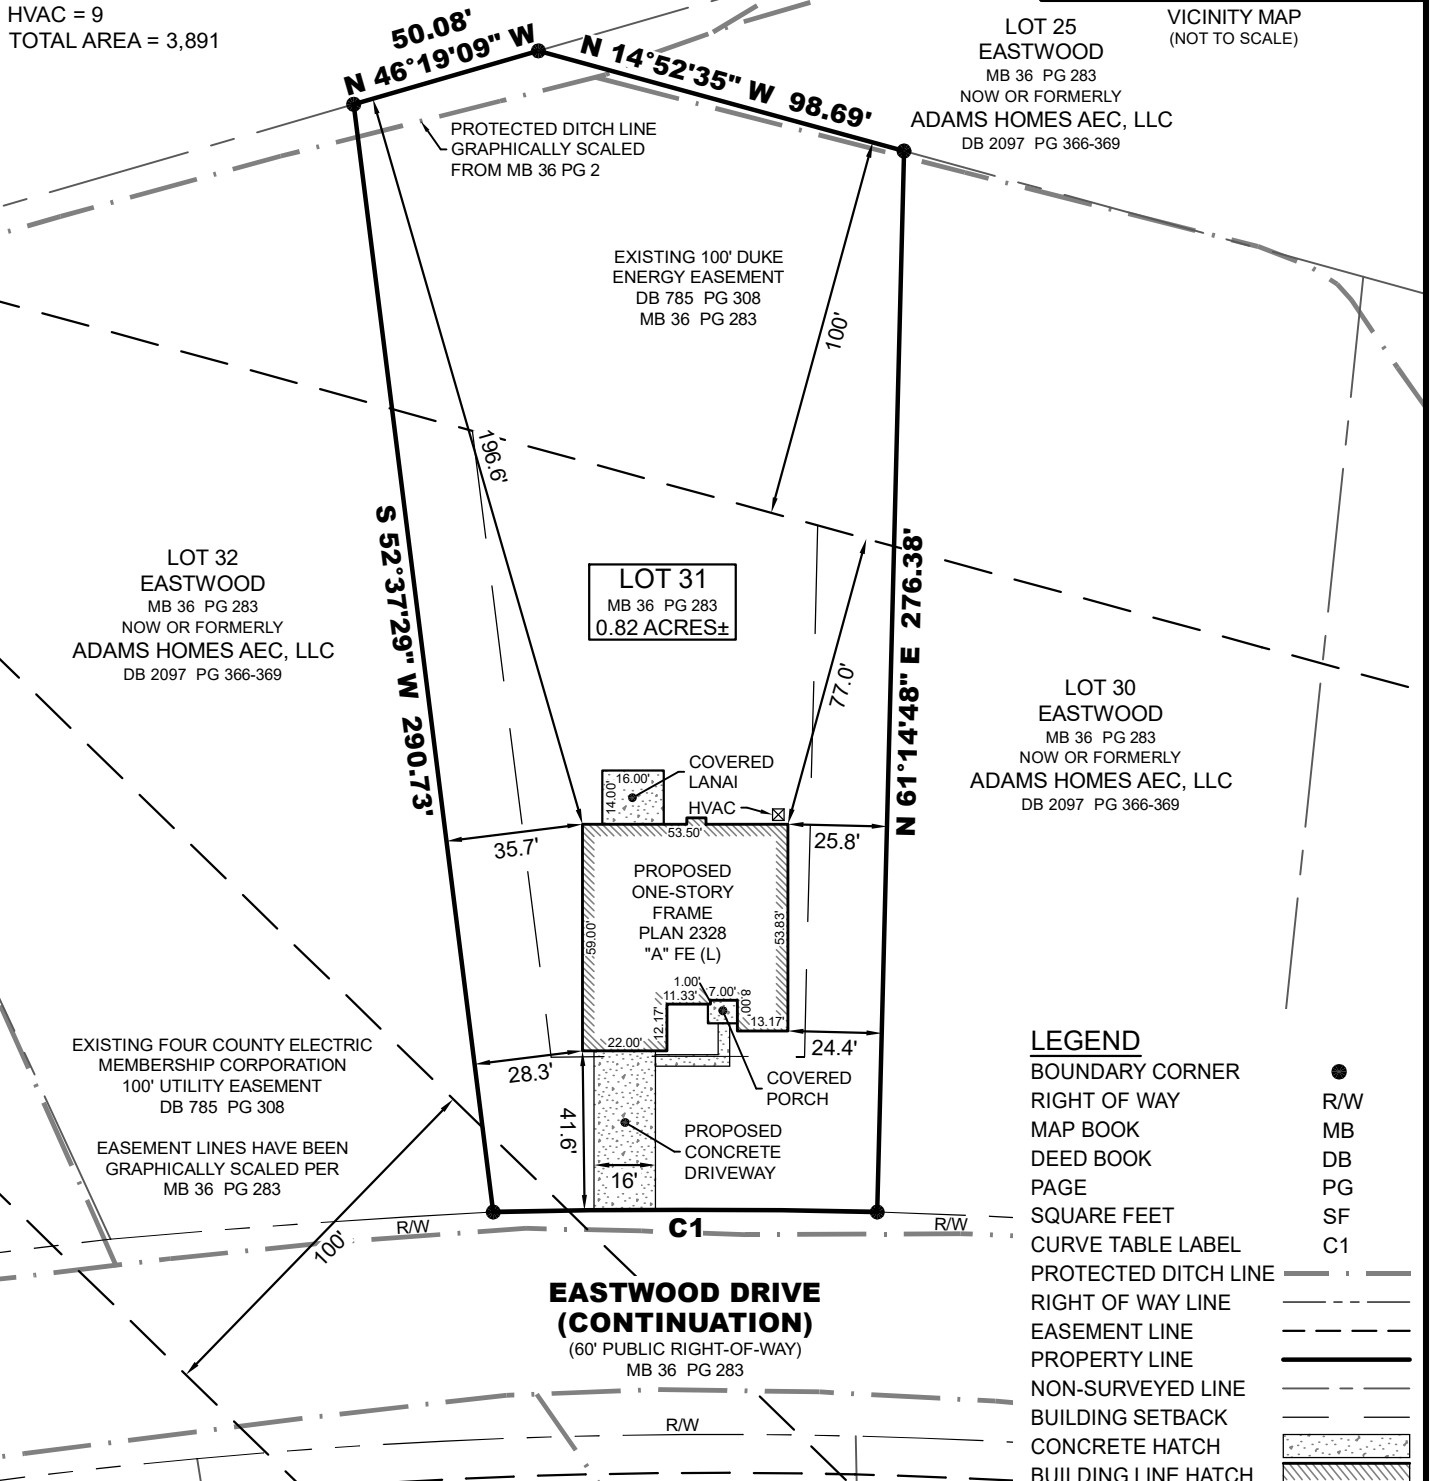 HVAC = 9
TOTAL AREA = 3,891
VICINITY MAP
(NOT TO SCALE)
50.08'
N 46°19'09" W
N 14°52'35" W 98.69'
LOT 25
EASTWOOD
MB 36 PG 283
NOW OR FORMERLY
ADAMS HOMES AEC, LLC
DB 2097 PG 366-369
PROTECTED DITCH LINE
GRAPHICALLY SCALED
FROM MB 36 PG 2
EXISTING 100' DUKE
ENERGY EASEMENT
DB 785 PG 308
MB 36 PG 283
100'
196.6'
S 52°37'29" W 290.73'
N 61°14'48" E 276.38'
LOT 32
EASTWOOD
MB 36 PG 283
NOW OR FORMERLY
ADAMS HOMES AEC, LLC
DB 2097 PG 366-369
LOT 31
MB 36 PG 283
0.82 ACRES±
77.0'
LOT 30
EASTWOOD
MB 36 PG 283
NOW OR FORMERLY
ADAMS HOMES AEC, LLC
DB 2097 PG 366-369
COVERED
LANAI
16.00'
14.00'
HVAC
53.50'
35.7'
25.8'
PROPOSED
ONE-STORY
FRAME
PLAN 2328
"A" FE (L)
59.00'
53.83'
1.00'
7.00'
11.33'
8.00'
12.17'
13.17'
22.00'
28.3'
24.4'
COVERED
PORCH
41.6'
PROPOSED
CONCRETE
DRIVEWAY
16'
EXISTING FOUR COUNTY ELECTRIC
MEMBERSHIP CORPORATION
100' UTILITY EASEMENT
DB 785 PG 308
EASEMENT LINES HAVE BEEN
GRAPHICALLY SCALED PER
MB 36 PG 283
100'
R/W
C1
R/W
EASTWOOD DRIVE
(CONTINUATION)
(60' PUBLIC RIGHT-OF-WAY)
MB 36 PG 283
R/W
LEGEND
BOUNDARY CORNER
RIGHT OF WAY R/W
MAP BOOK MB
DEED BOOK DB
PAGE PG
SQUARE FEET SF
CURVE TABLE LABEL C1
PROTECTED DITCH LINE
RIGHT OF WAY LINE
EASEMENT LINE
PROPERTY LINE
NON-SURVEYED LINE
BUILDING SETBACK
CONCRETE HATCH
BUILDING LINE HATCH